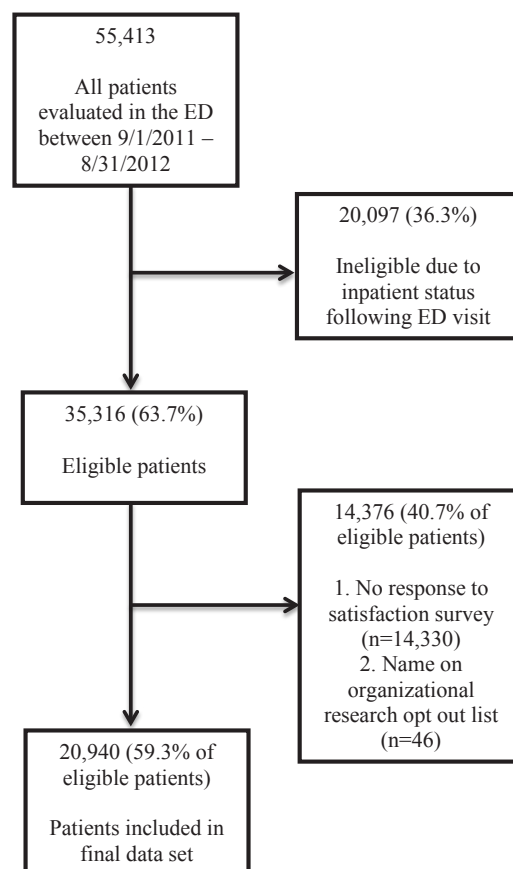 55,413
All patients
evaluated in the ED
between 9/1/2011 –
8/31/2012
20,097 (36.3%)
Ineligible due to
inpatient status
following ED visit
35,316 (63.7%)
Eligible patients
14,376 (40.7% of
eligible patients)
1. No response to
satisfaction survey
(n=14,330)
2. Name on
organizational
research opt out list
(n=46)
20,940 (59.3% of
eligible patients)
Patients included in
final data set